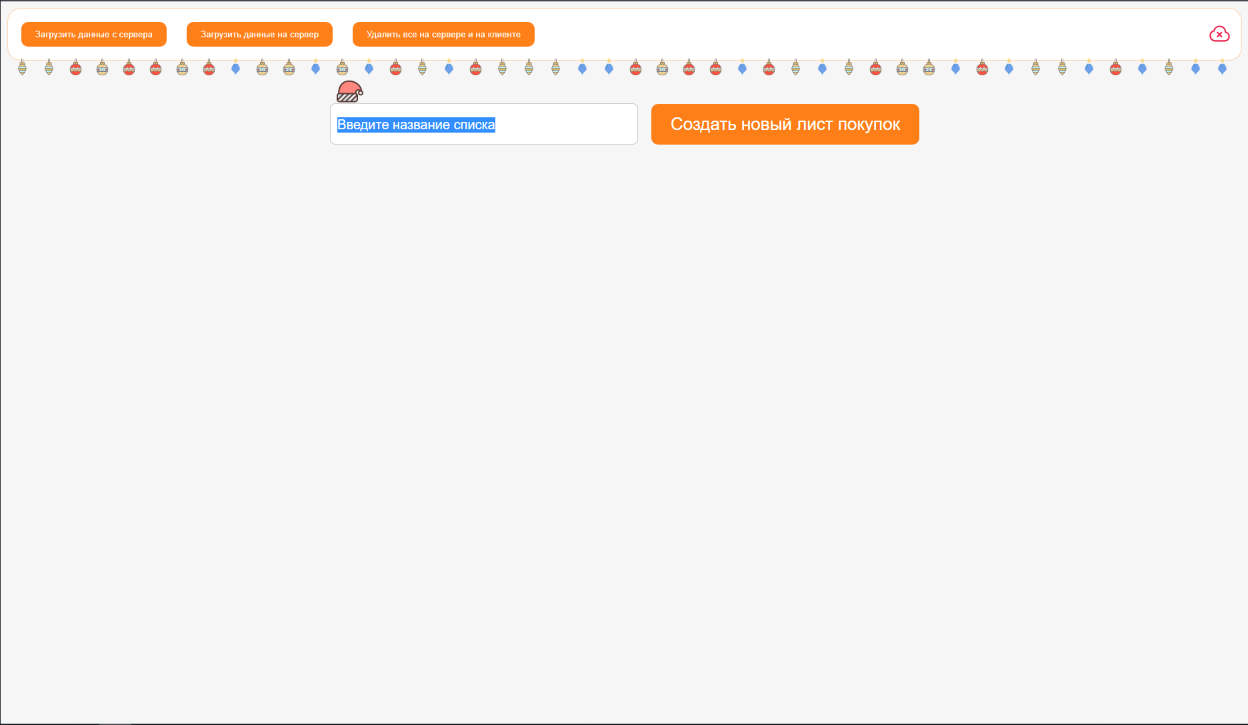 Загрузить данные с сервера
Загрузить данные на сервер
Удалить все на сервере и на клиенте
Введите название списка
Создать новый лист покупок